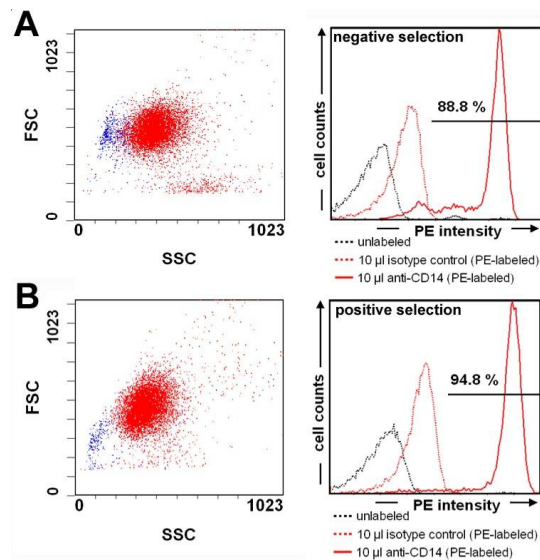 A
1023
FSC
0
0
1023
SSC
negative selection
88.8 %
cell counts
PE intensity
unlabeled
10 µl isotype control (PE-labeled)
10 µl anti-CD14 (PE-labeled)
B
1023
FSC
0
0
1023
SSC
positive selection
94.8 %
cell counts
PE intensity
unlabeled
10 µl isotype control (PE-labeled)
10 µl anti-CD14 (PE-labeled)